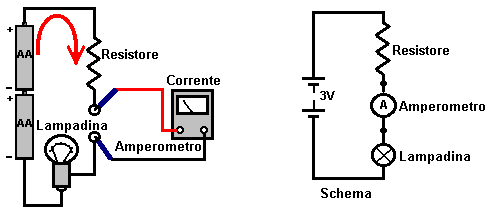 +
AA
Resistore
−
+
Corrente
AA
Lampadina
−
Amperometro
Resistore
3V
A
Amperometro
Lampadina
Schema